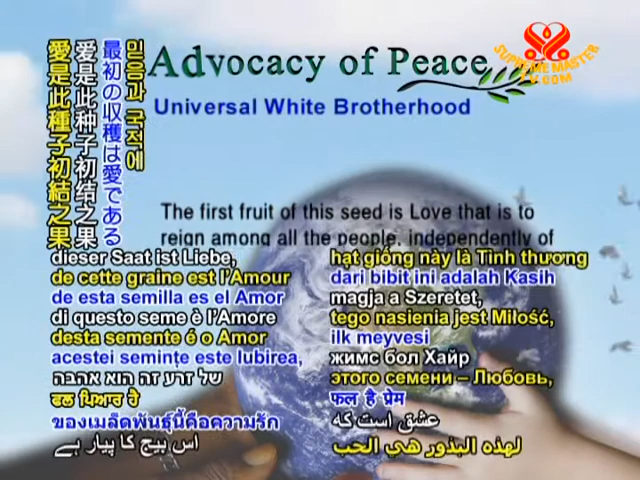 Advocacy of Peace
SUPREME MASTER
TV.COM
Universal White Brotherhood
愛是此種子初結之果
爱是此种子初结之果
最初の収穫は愛である
믿음과 국적에
The first fruit of this seed is Love that is to
reign among all the people, independently of
dieser Saat ist Liebe,
de cette graine est l'Amour
de esta semilla es el Amor
di questo seme è l'Amore
desta semente é o Amor
acestei seminţe este Iubirea,
של זרע זה הוא אהבה
ਫਲ ਪਿਆਰ ਹੈ
ของเมล็ดพันธุ์นี้คือความรัก
اس بیج کا پیار ہے
hạt giống này là Tình thương
dari bibit ini adalah Kasih
magja a Szeretet,
tego nasienia jest Miłość,
ilk meyvesi
жимс бол Хайр
этого семени – Любовь,
फल है प्रेम
عشق است که
لهذه البذور هي الحب